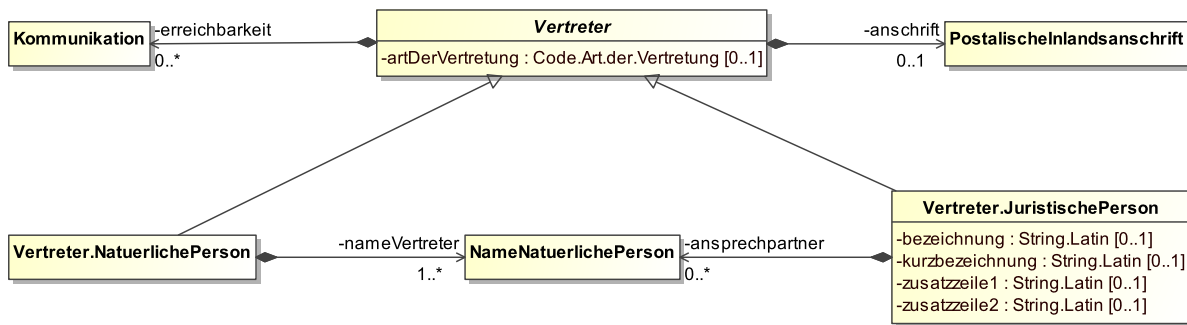 Kommunikation
-erreichbarkeit
0..*
Vertreter
-artDerVertretung : Code.Art.der.Vertretung [0..1]
-anschrift
0..1
PostalischeInlandsanschrift
Vertreter.NatuerlichePerson
-nameVertreter
1..*
NameNatuerlichePerson
-ansprechpartner
0..*
Vertreter.JuristischePerson
-bezeichnung : String.Latin [0..1]
-kurzbezeichnung : String.Latin [0..1]
-zusatzzeile1 : String.Latin [0..1]
-zusatzzeile2 : String.Latin [0..1]